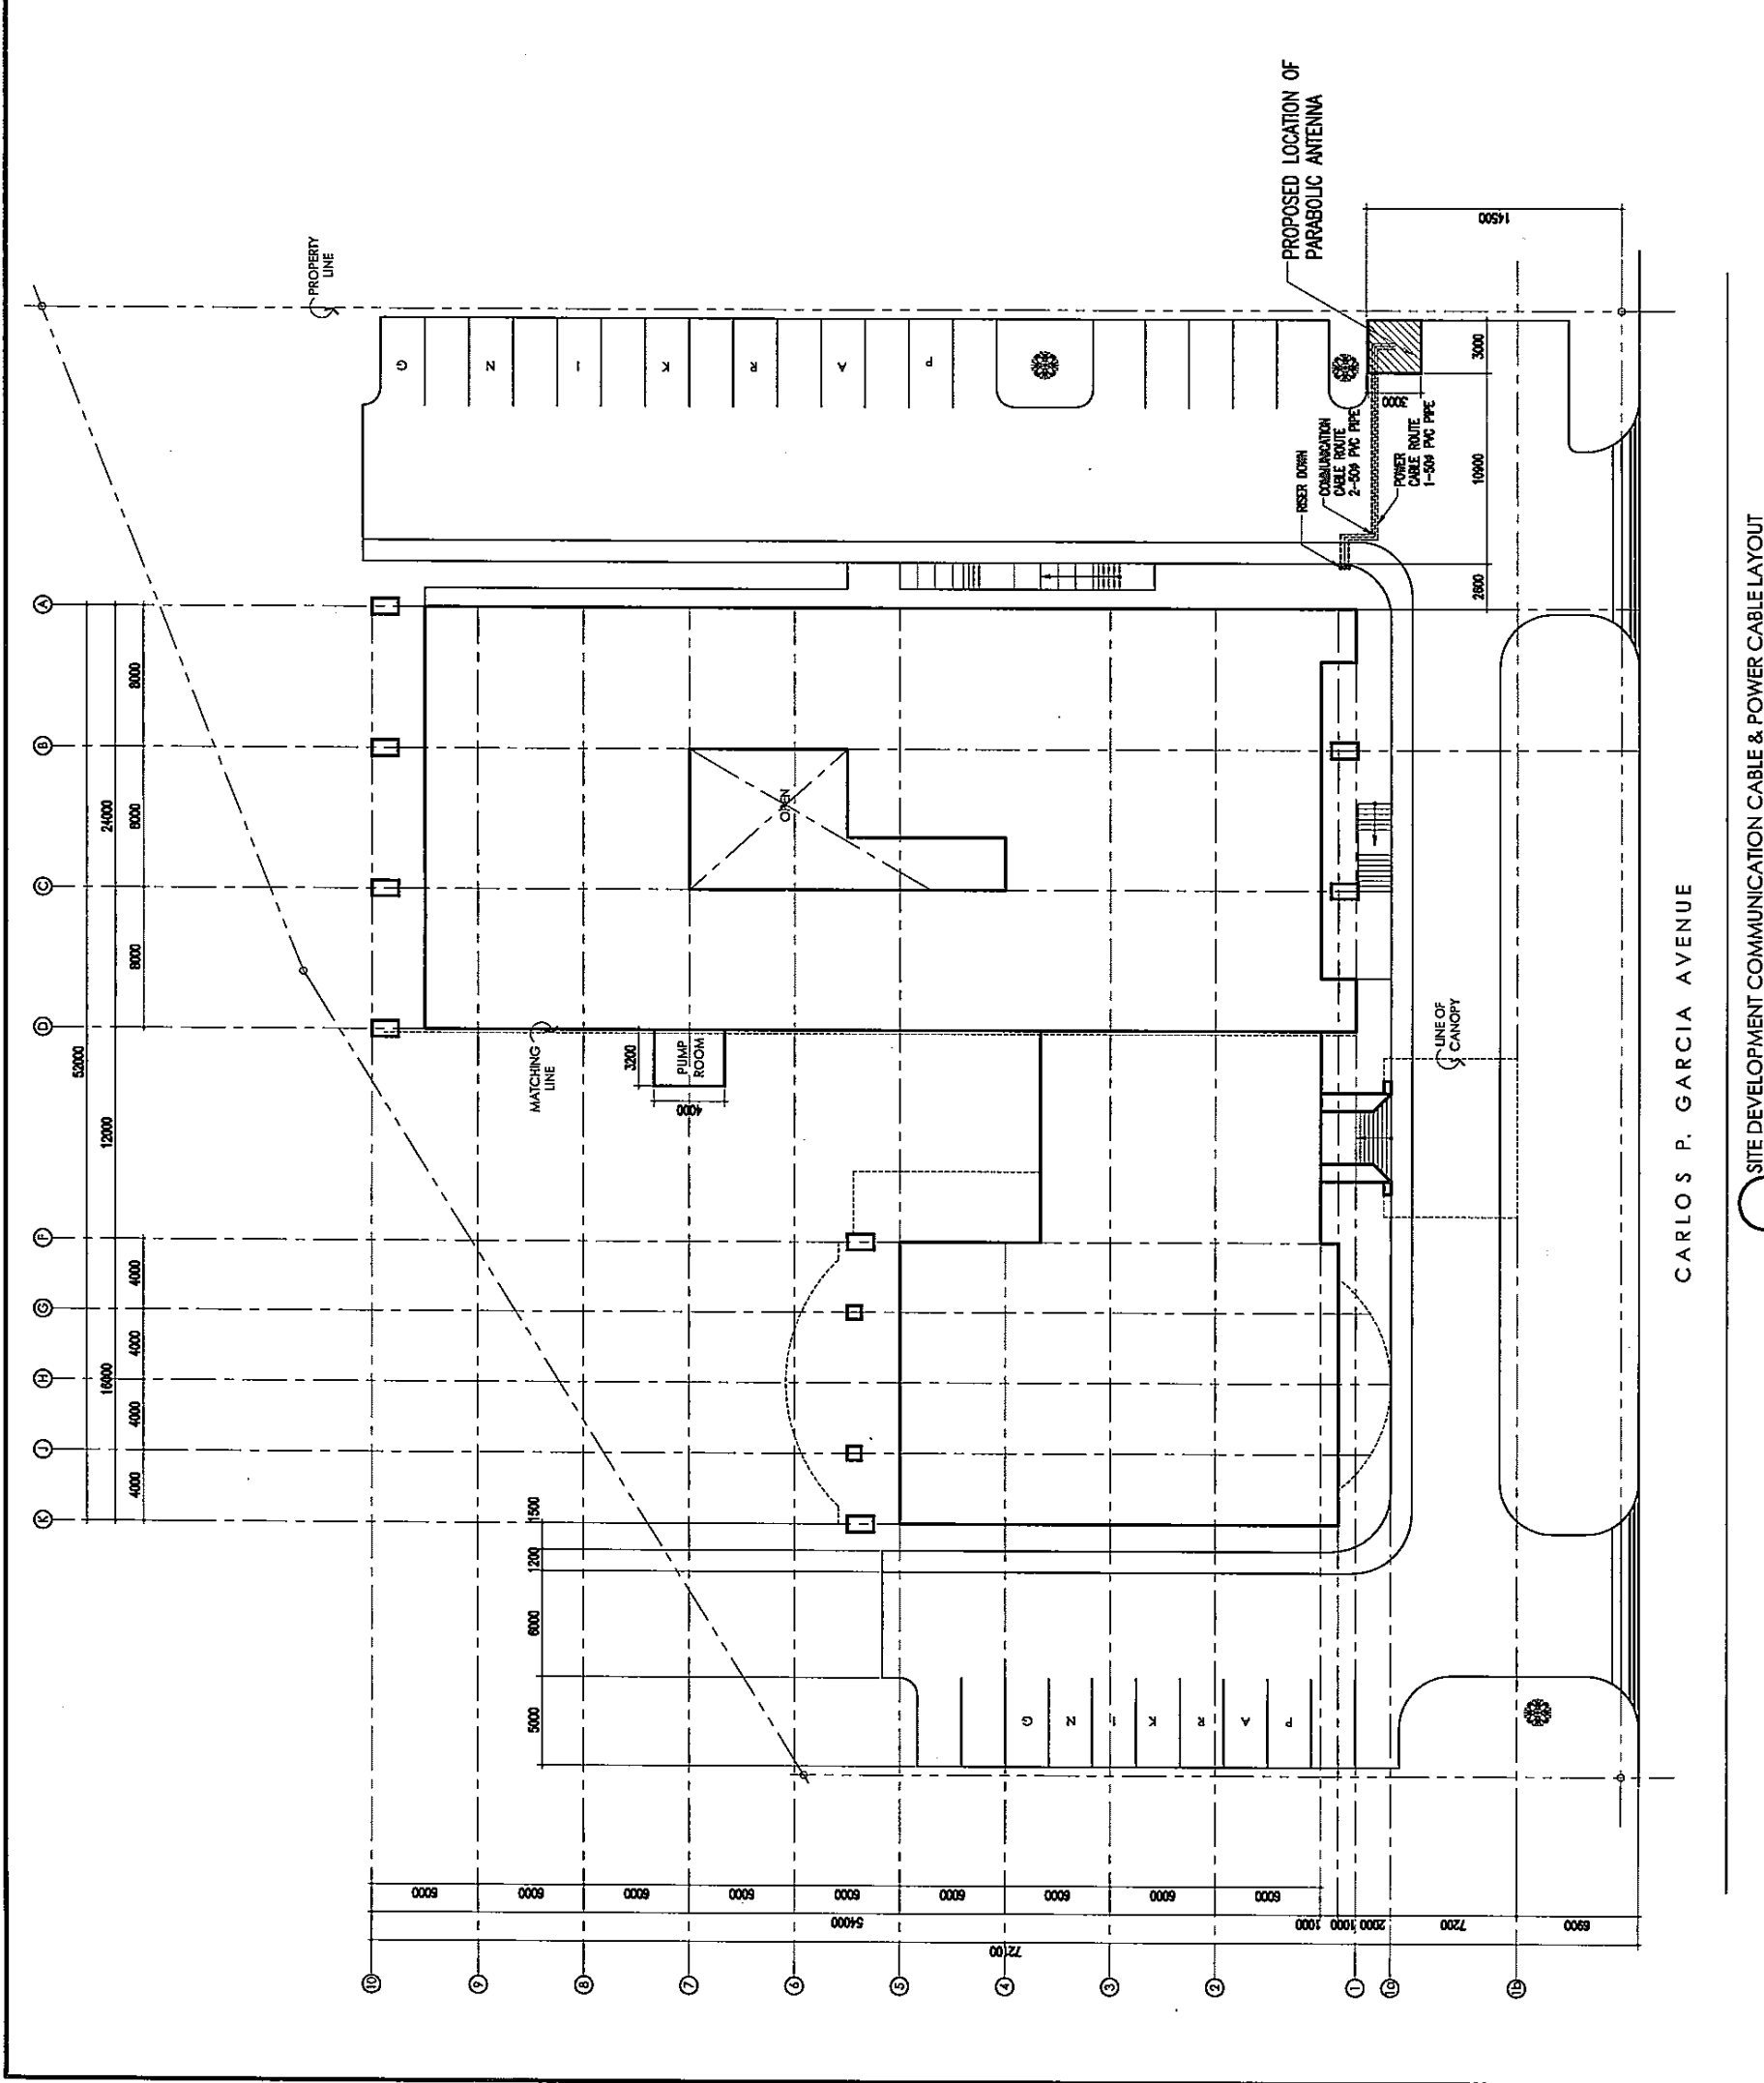 PROPERTY
LINE
PROPOSED LOCATION OF
PARABOLIC ANTENNA
14500
G
N
I
K
R
A
P
3000
3000
RISER DOWN
COMMUNICATION
CABLE ROUTE
2-50ø PVC PIPE
POWER
CABLE ROUTE
1-50ø PVC PIPE
10900
2600
A
B
C
D
F
G
H
J
K
8000
8000
8000
24000
52000
12000
16000
4000
4000
4000
4000
OPEN
MATCHING
LINE
3200
PUMP
ROOM
4000
LINE OF
CANOPY
1500
1200
6000
5000
G
N
I
K
R
A
P
6000
6000
6000
6000
6000
6000
6000
6000
6000
54000
1000
1000
2000
7200
6900
72100
10
9
8
7
6
5
4
3
2
1
1a
1b
CARLOS P. GARCIA AVENUE
SITE DEVELOPMENT COMMUNICATION CABLE & POWER CABLE LAYOUT